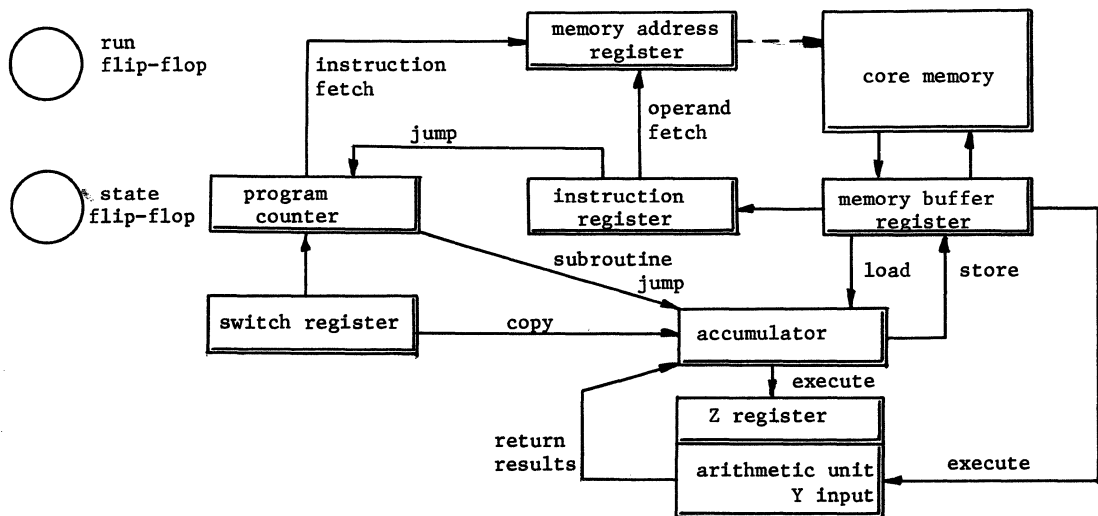 run
flip-flop
memory address
register
core memory
instruction
fetch
operand
fetch
jump
state
flip-flop
program
counter
instruction
register
memory buffer
register
subroutine
jump
load
store
switch register
copy
accumulator
execute
Z register
return
results
arithmetic unit
Y input
execute